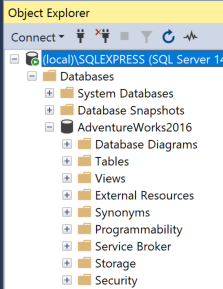 Object Explorer
Connect
(local)\SQLEXPRESS (SQL Server 14
Databases
System Databases
Database Snapshots
AdventureWorks2016
Database Diagrams
Tables
Views
External Resources
Synonyms
Programmability
Service Broker
Storage
Security